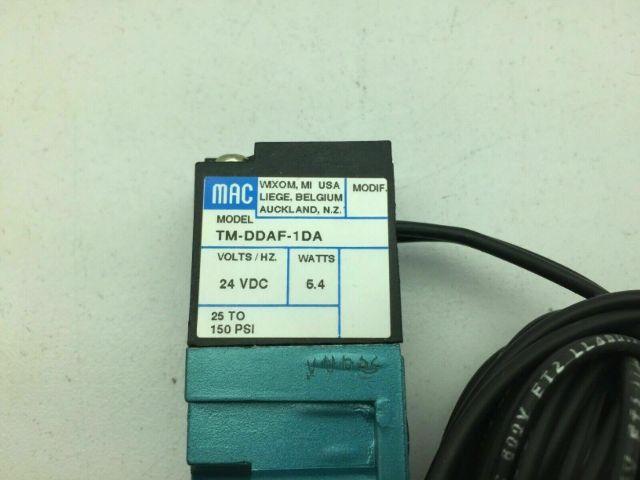 MAC
WIXOM, MI USA
LIEGE, BELGIUM
AUCKLAND, N.Z.
MODIF.
MODEL
TM-DDAF-1DA
VOLTS / HZ.
WATTS
24 VDC
5.4
25 TO
150 PSI